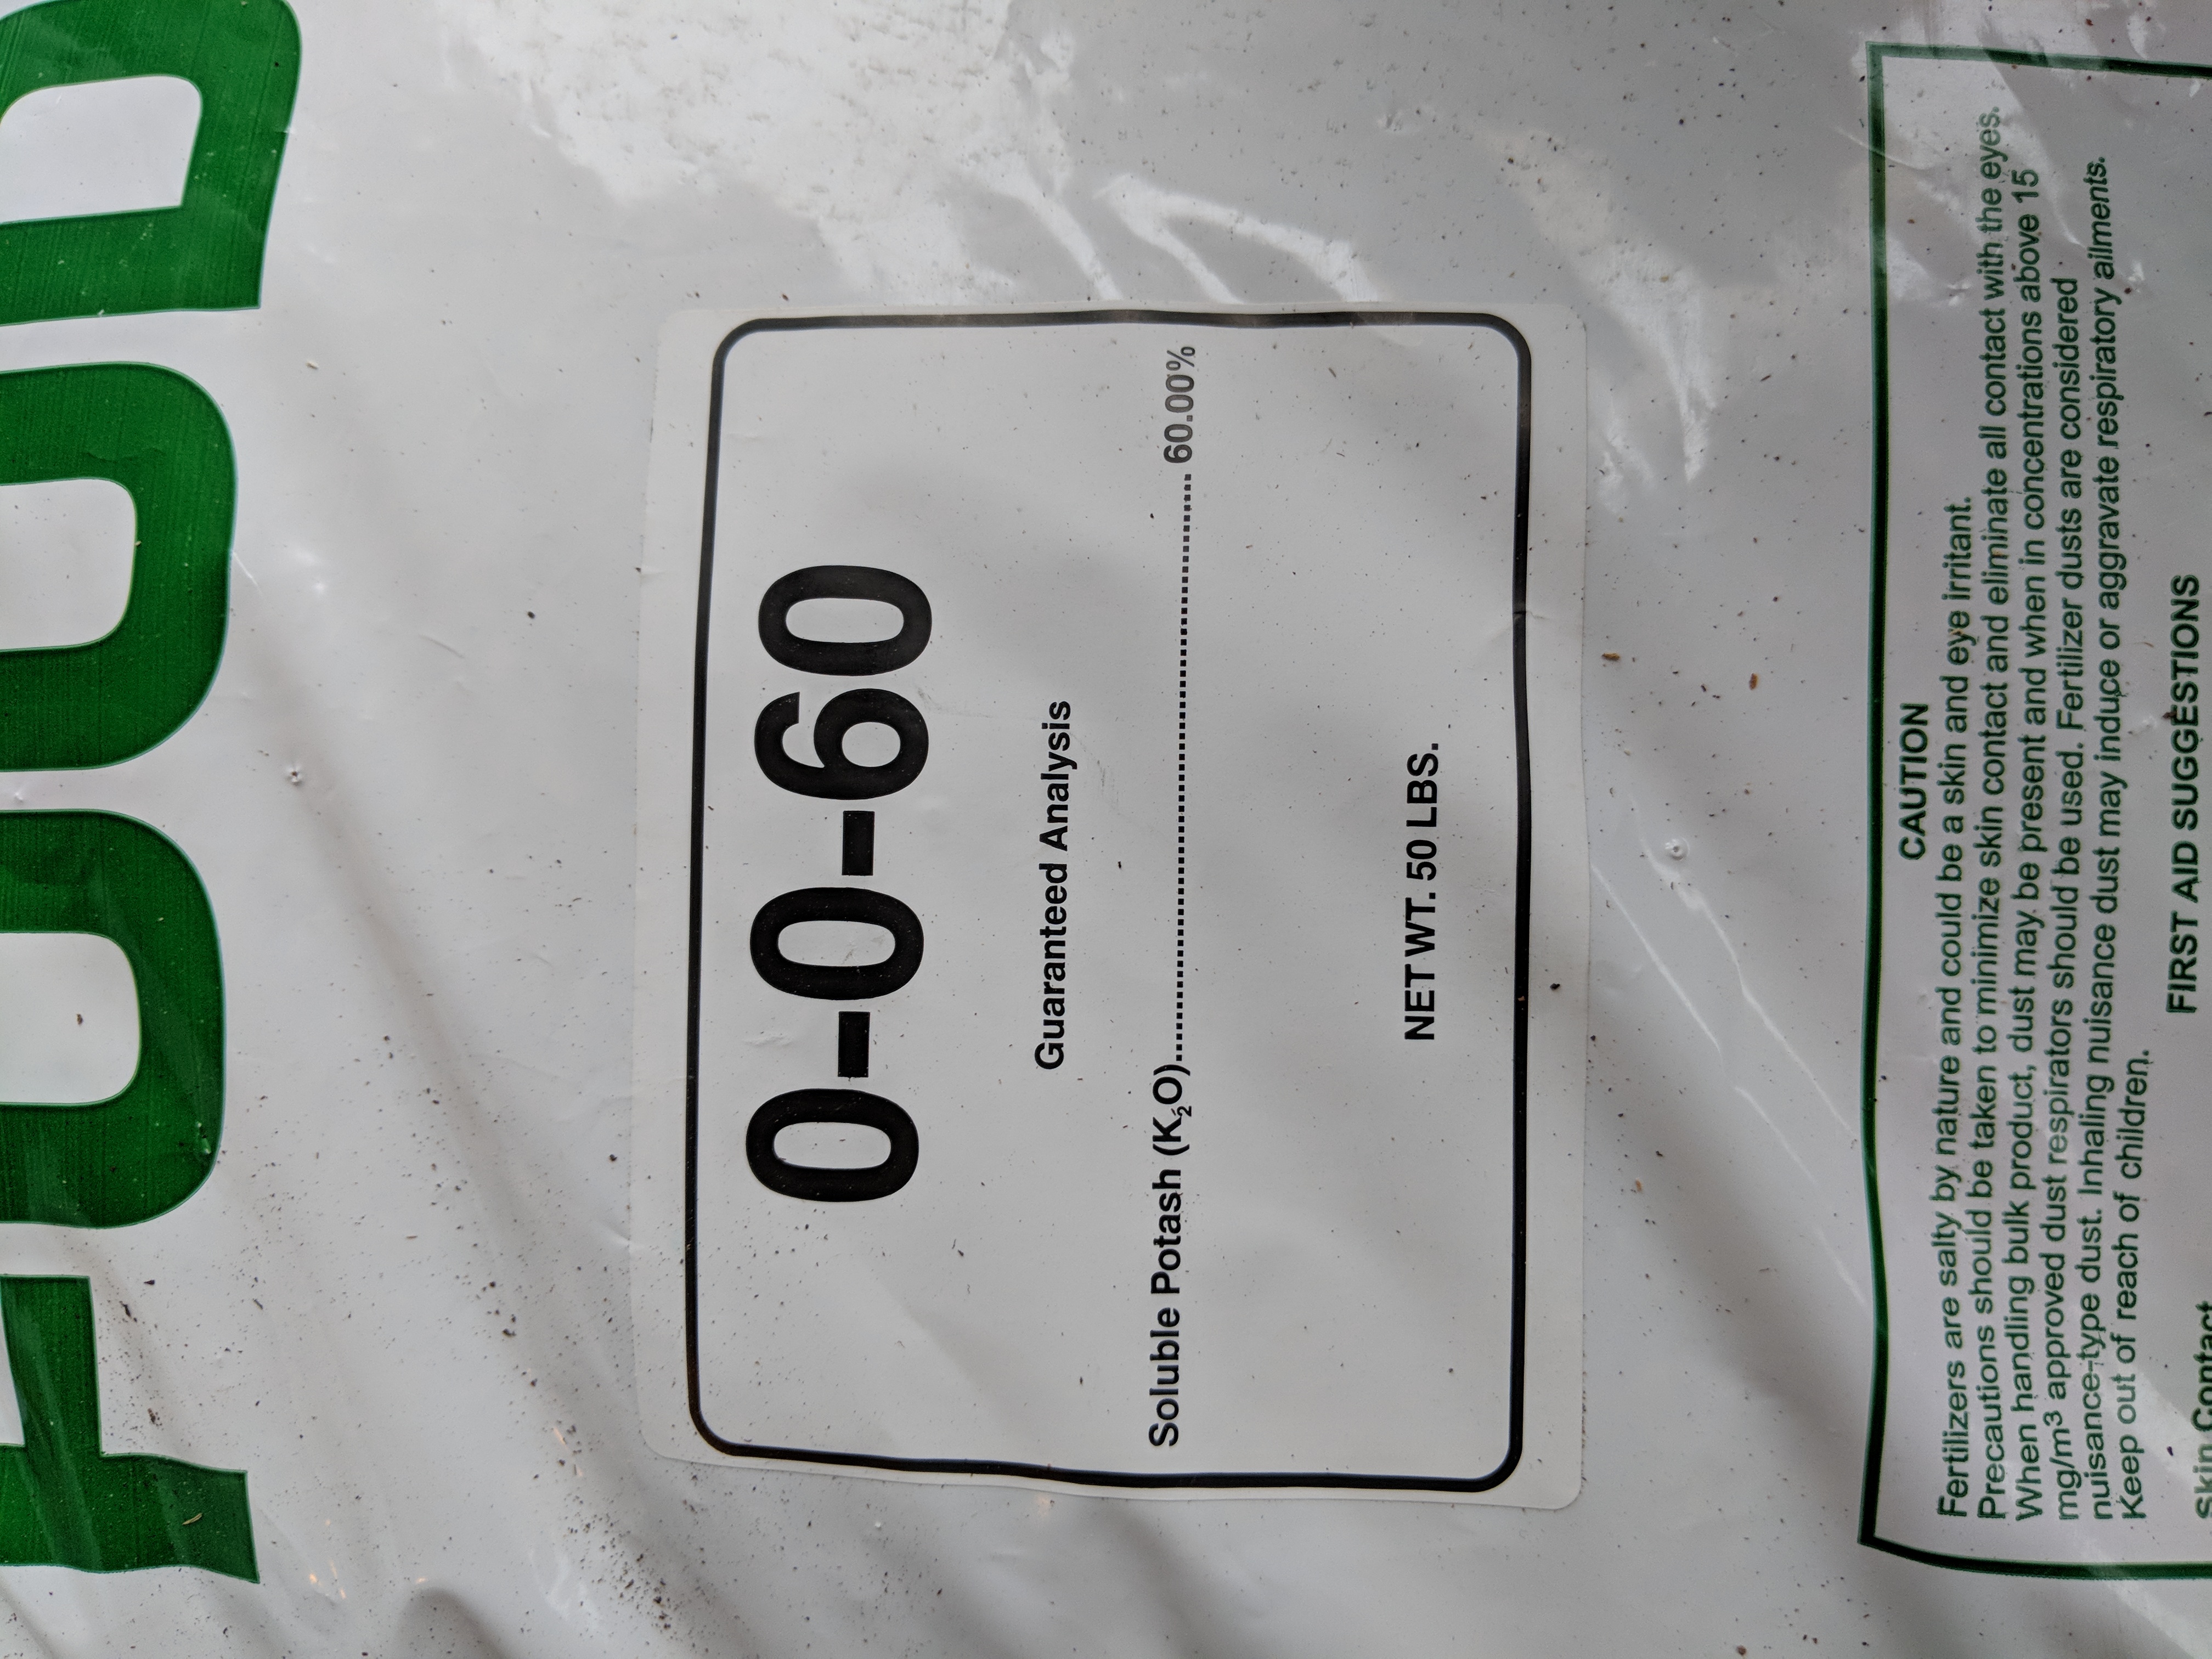 FOOD
0-0-60
Guaranteed Analysis
Soluble Potash (K₂O)........................................................ 60.00%
NET WT. 50 LBS.
CAUTION
Fertilizers are salty by nature and could be a skin and eye irritant.
Precautions should be taken to minimize skin contact and eliminate all contact with the eyes.
When handling bulk product, dust may be present and when in concentrations above 15
mg/m³ approved dust respirators should be used. Fertilizer dusts are considered
nuisance-type dust. Inhaling nuisance dust may induce or aggravate respiratory ailments.
Keep out of reach of children.
FIRST AID SUGGESTIONS
Skin Contact